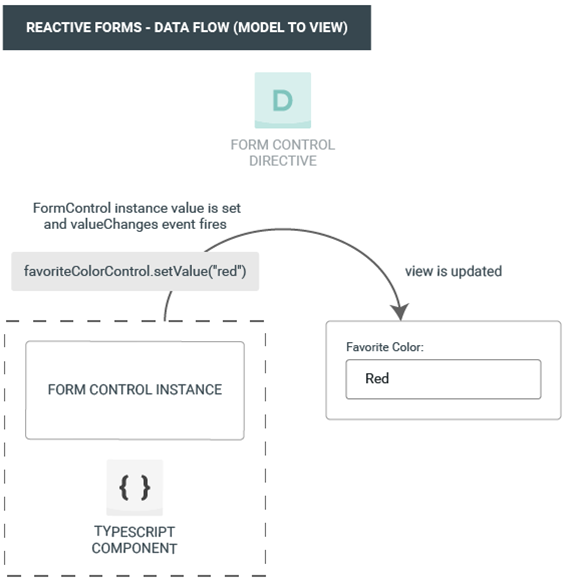 REACTIVE FORMS - DATA FLOW (MODEL TO VIEW)
D
FORM CONTROL
DIRECTIVE
FormControl instance value is set
and valueChanges event fires
favoriteColorControl.setValue("red")
view is updated
Favorite Color:
Red
FORM CONTROL INSTANCE
{ }
TYPESCRIPT
COMPONENT